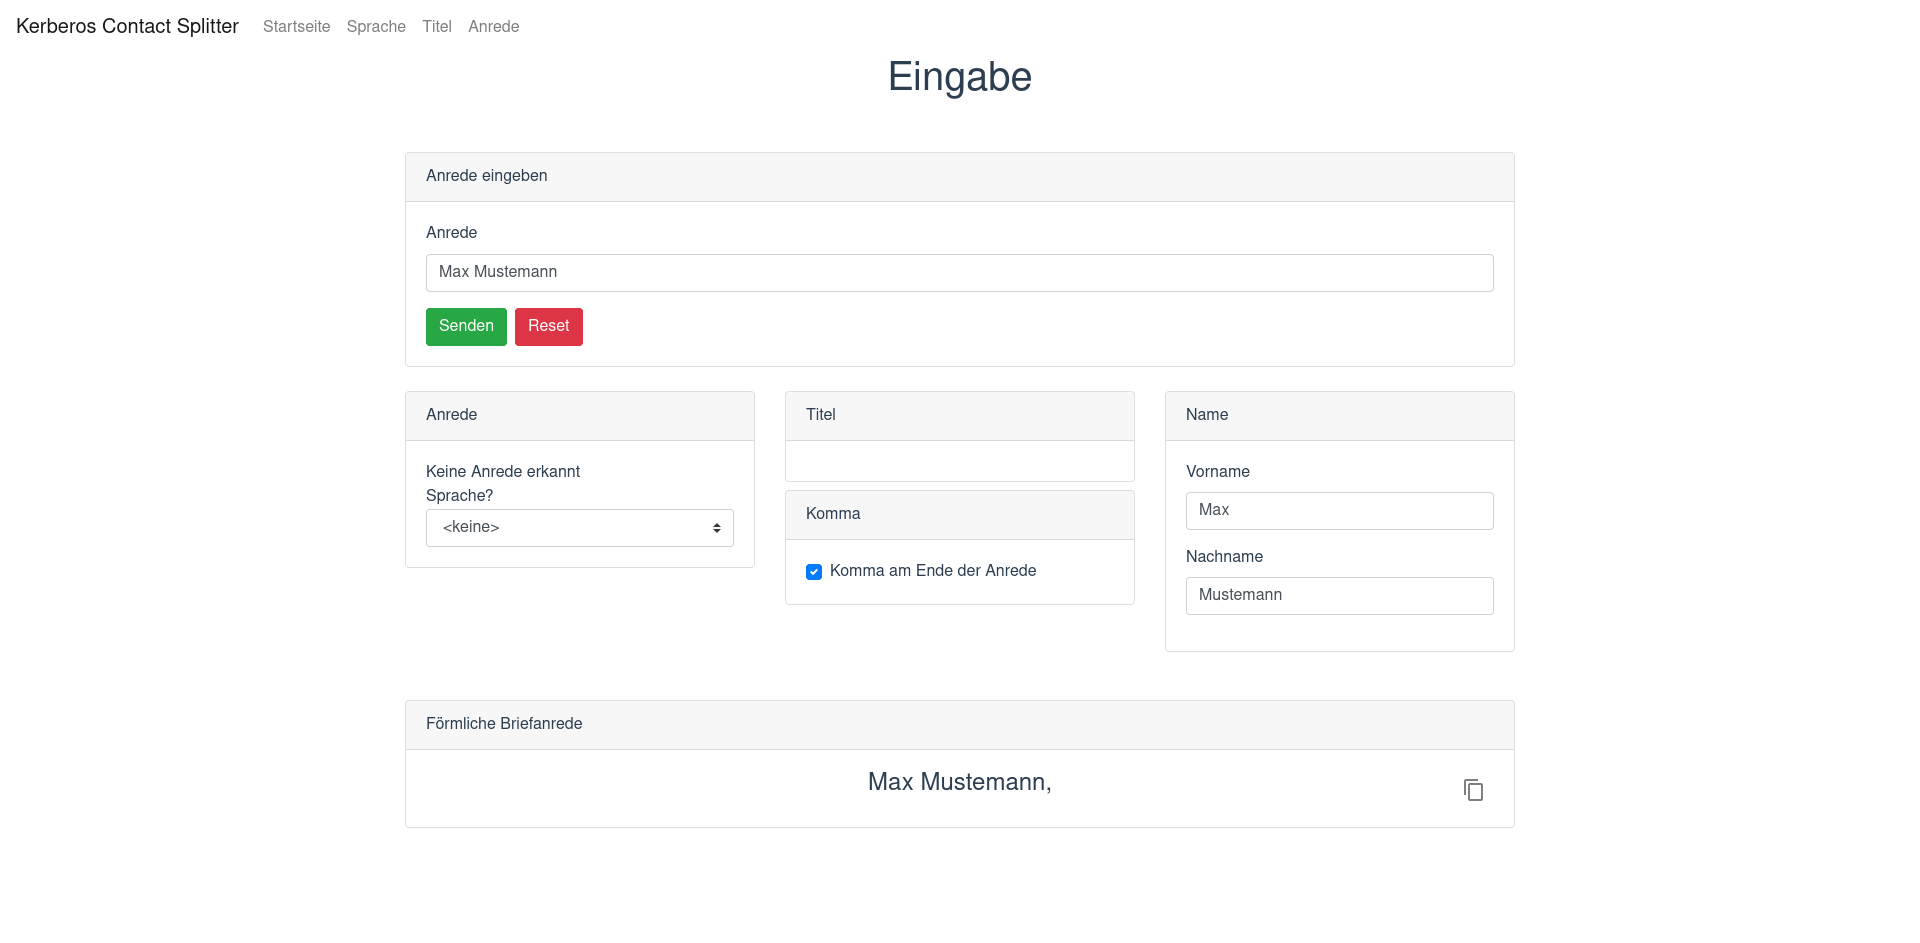 Kerberos Contact Splitter Startseite Sprache Titel Anrede
Eingabe
Anrede eingeben
Anrede
Max Mustemann
Senden Reset
Anrede
Keine Anrede erkannt
Sprache?
<keine>
Titel
Komma
Komma am Ende der Anrede
Name
Vorname
Max
Nachname
Mustemann
Förmliche Briefanrede
Max Mustemann,